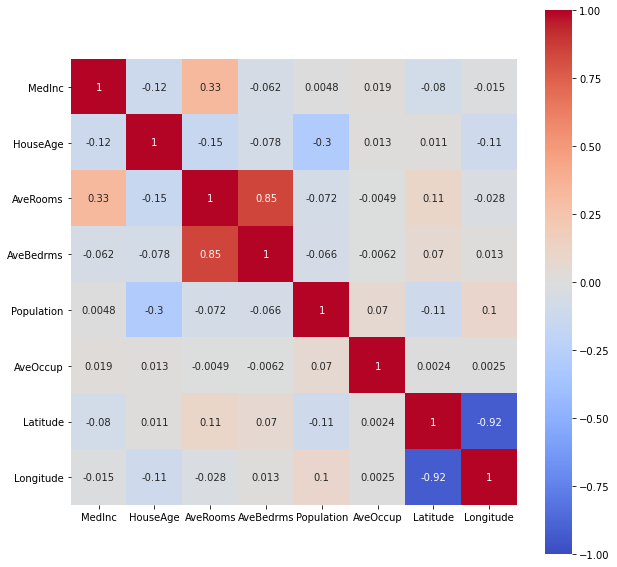 1.00
MedInc 1 -0.12 0.33 -0.062 0.0048 0.019 -0.08 -0.015
0.75
HouseAge -0.12 1 -0.15 -0.078 -0.3 0.013 0.011 -0.11
0.50
AveRooms 0.33 -0.15 1 0.85 -0.072 -0.0049 0.11 -0.028
0.25
AveBedrms -0.062 -0.078 0.85 1 -0.066 -0.0062 0.07 0.013
0.00
Population 0.0048 -0.3 -0.072 -0.066 1 0.07 -0.11 0.1
-0.25
AveOccup 0.019 0.013 -0.0049 -0.0062 0.07 1 0.0024 0.0025
-0.50
Latitude -0.08 0.011 0.11 0.07 -0.11 0.0024 1 -0.92
Longitude -0.015 -0.11 -0.028 0.013 0.1 0.0025 -0.92 1
-0.75
MedInc HouseAge AveRooms AveBedrms Population AveOccup Latitude Longitude
-1.00